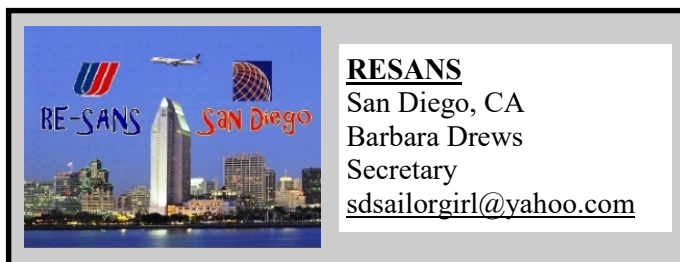 RE-SANS
San Diego
RESANS
San Diego, CA
Barbara Drews
Secretary
sdsailorgirl@yahoo.com